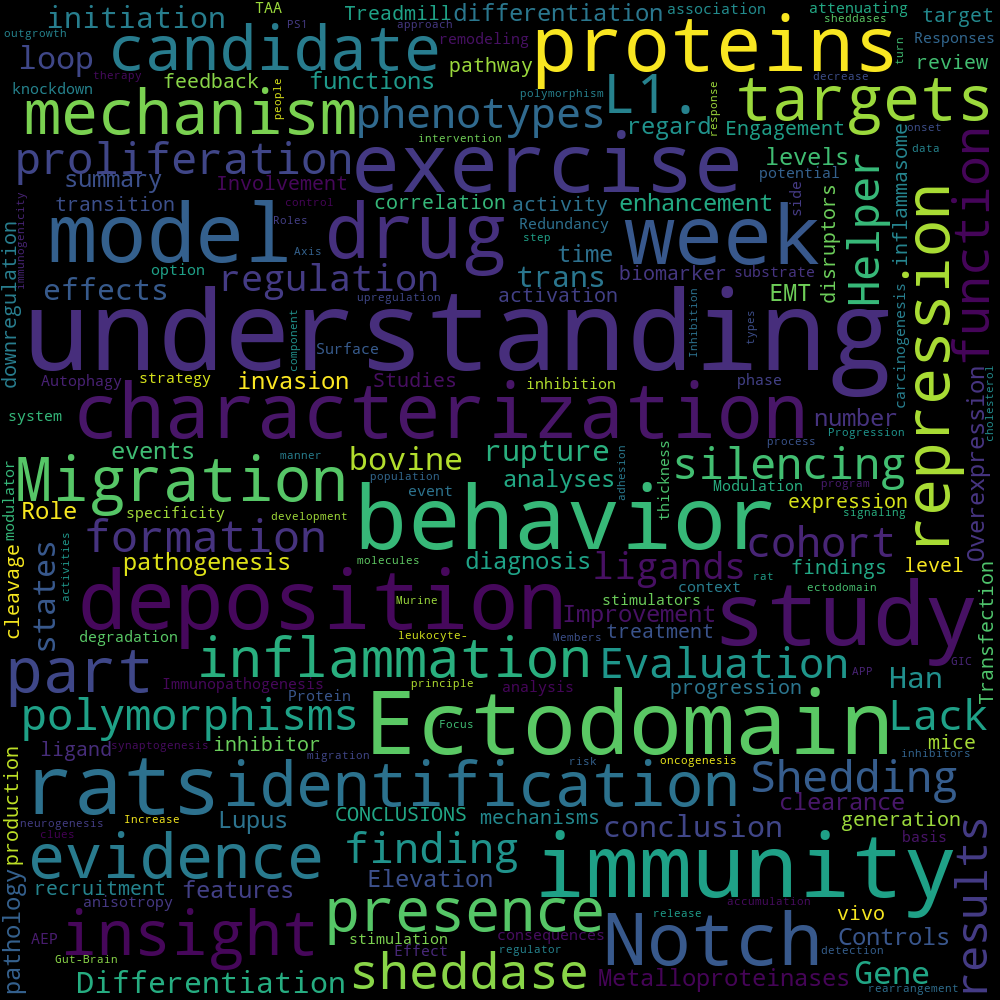 initiation
TAA
PS1
approach
Treadmill
differentiation
association
attenuating
sheddases
target
outgrowth
loop
candidate
remodeling
proteins
turn
Responses
review
therapy
knockdown
feedback
people
functions
pathway
polymorphism
decrease
mechanism
phenotypes
L1.
response
targets
regard
Engagement
onset
intervention
data
proliferation
exercise
levels
potential
summary
Involvement
control
correlation
activity
enhancement
side
disruptors
Helper
inflammasome
function
immunogenicity
transition
Roles
Axis
Redundancy
step
model
drug
week
time
trans
biomarker
substrate
option
regulation
downregulation
effects
upregulation
activation
EMT
carcinogenesis
repression
understanding
component
Surface
Inhibition
types
Autophagy
strategy
invasion
Studies
inhibition
phase
cholesterol
system
characterization
number
Progression
process
Overexpression
events
manner
bovine
rupture
adhesion
thickness
silencing
Migration
population
event
analyses
Modulation
program
modulator
Role
specificity
development
behavior
expression
signaling
formation
cohort
cleavage
states
activities
pathogenesis
molecules
diagnosis
ligands
rat
findings
level
context
ectodomain
deposition
Murine
stimulators
study
Improvement
Transfection
degradation
leukocyte-
Members
treatment
part
inflammation
Evaluation
APP
GIC
Immunopathogenesis
principle
analysis
Protein
progression
Han
polymorphisms
Ectodomain
Focus
Lack
ligand
synaptogenesis
inhibitor
migration
oncogenesis
risk
mice
inhibitors
production
rats
identification
Shedding
clearance
neurogenesis
Increase
clues
Lupus
CONCLUSIONS
mechanisms
conclusion
generation
basis
evidence
finding
immunity
results
pathology
recruitment
features
Elevation
anisotropy
accumulation
insight
presence
release
vivo
AEP
stimulation
Effect
consequences
regulator
Notch
Controls
detection
Gut-Brain
Differentiation
sheddase
Metalloproteinases
Gene
rearrangement